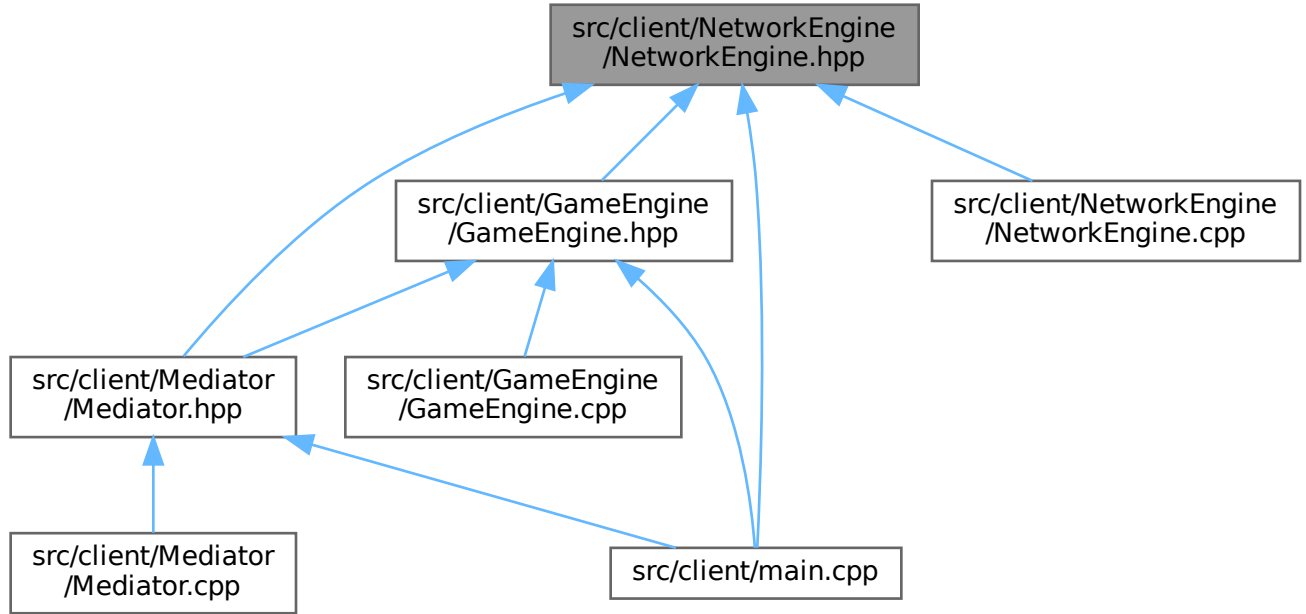 src/client/NetworkEngine
/NetworkEngine.hpp
src/client/GameEngine
/GameEngine.hpp
src/client/NetworkEngine
/NetworkEngine.cpp
src/client/Mediator
/Mediator.hpp
src/client/GameEngine
/GameEngine.cpp
src/client/Mediator
/Mediator.cpp
src/client/main.cpp